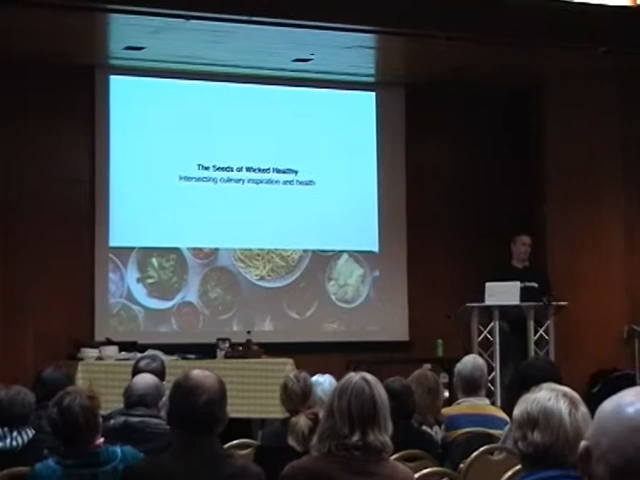 The Seeds of Wicked Healthy
Intersecting culinary inspiration and health